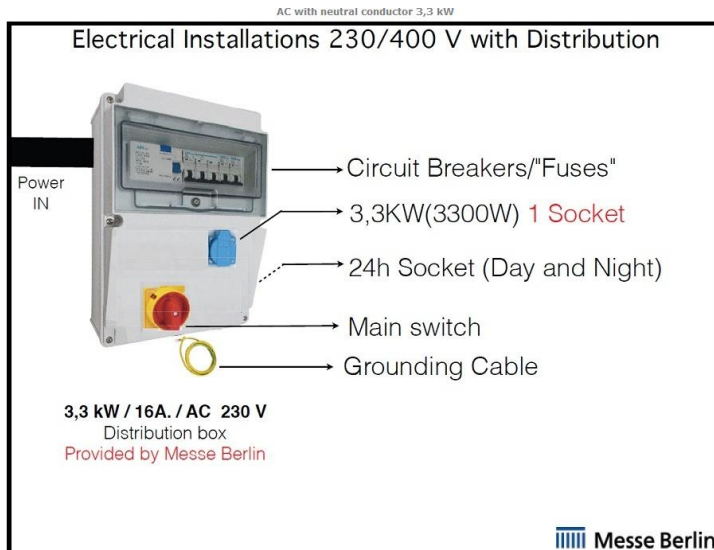 AC with neutral conductor 3,3 kW
Electrical Installations 230/400 V with Distribution
Power
IN
Circuit Breakers/"Fuses"
3,3KW(3300W) 1 Socket
24h Socket (Day and Night)
Main switch
Grounding Cable
3,3 kW / 16A. / AC 230 V
Distribution box
Provided by Messe Berlin
Messe Berlin